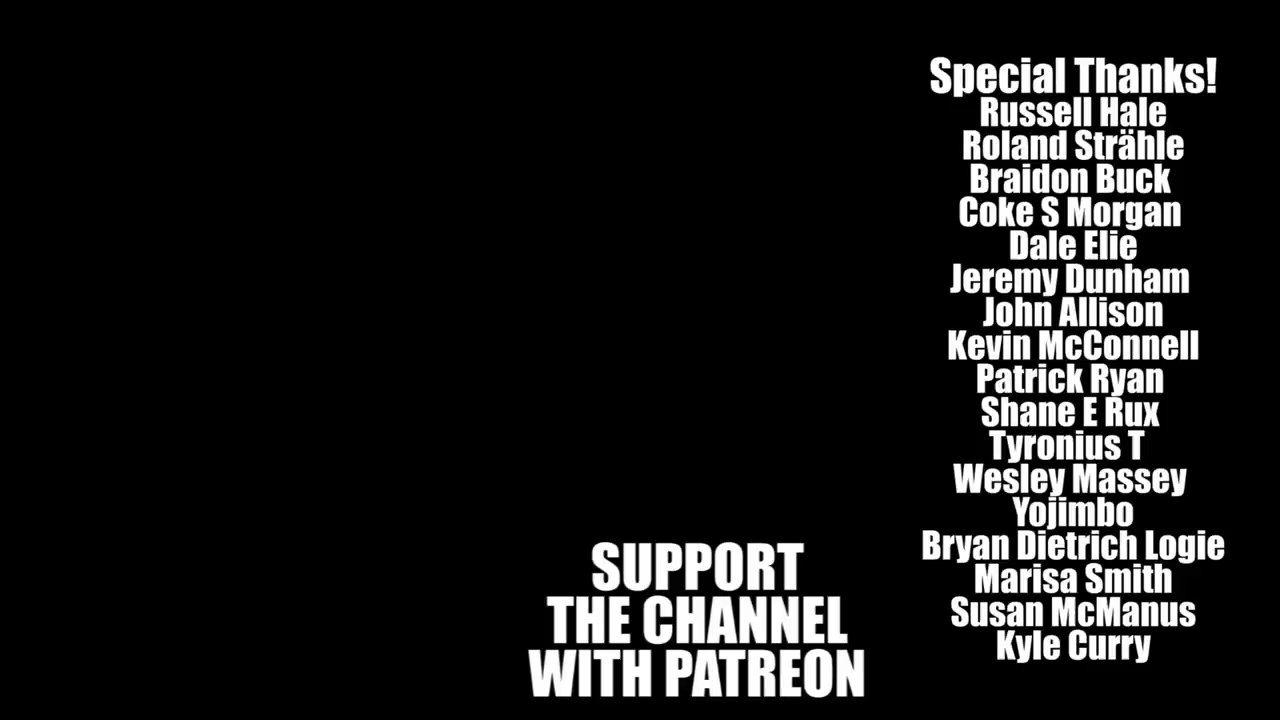 Special Thanks!
Russell Hale
Roland Strähle
Braidon Buck
Coke S Morgan
Dale Elie
Jeremy Dunham
John Allison
Kevin McConnell
Patrick Ryan
Shane E Rux
Tyronius T
Wesley Massey
Yojimbo
Bryan Dietrich Logie
Marisa Smith
Susan McManus
Kyle Curry
SUPPORT
THE CHANNEL
WITH PATREON